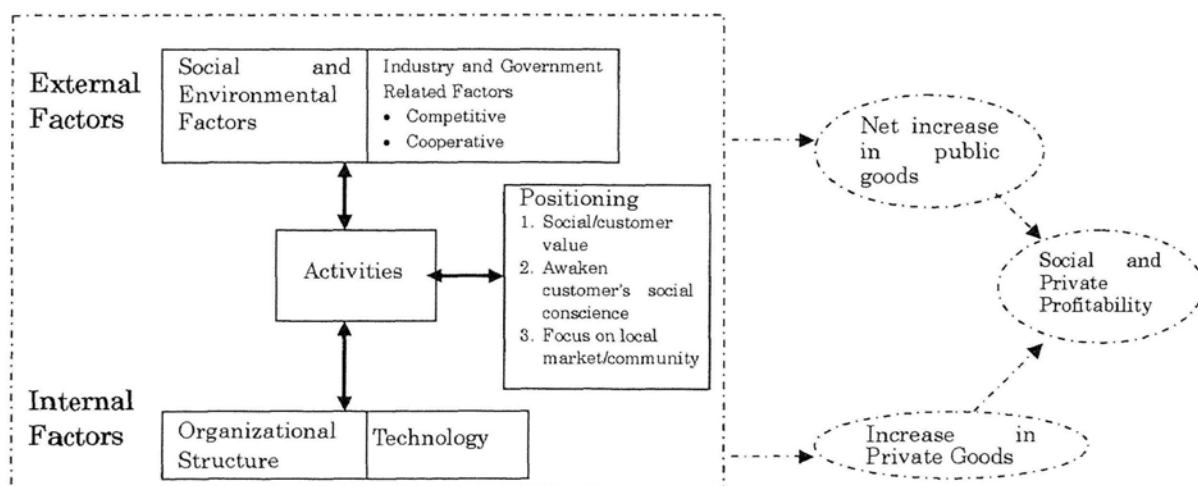 External
Factors
Social and
Environmental
Factors
Industry and Government
Related Factors
• Competitive
• Cooperative
Net increase
in public
goods
Positioning
1. Social/customer
value
2. Awaken
customer's social
conscience
3. Focus on local
market/community
Activities
Social and
Private
Profitability
Internal
Factors
Organizational
Structure
Technology
Increase in
Private Goods